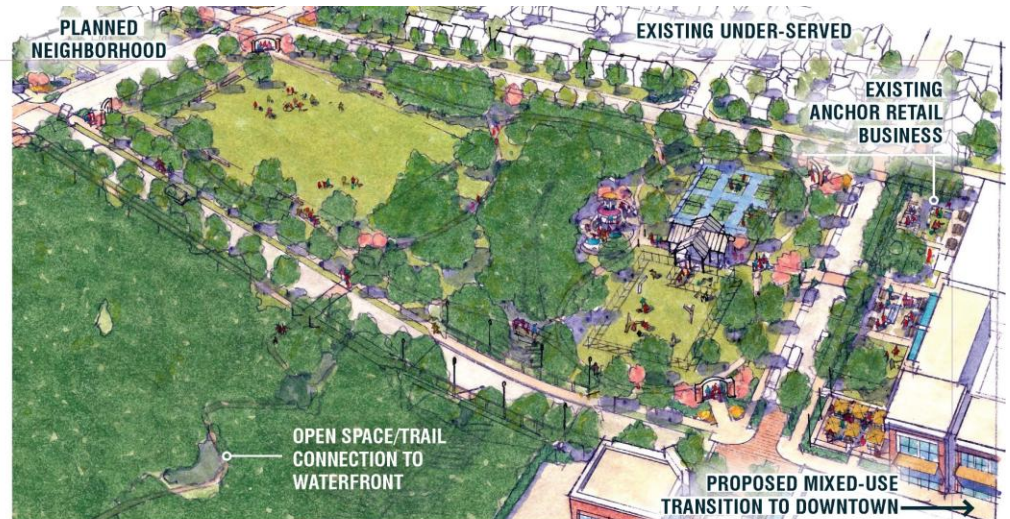 PLANNED
NEIGHBORHOOD
EXISTING UNDER-SERVED
EXISTING
ANCHOR RETAIL
BUSINESS
OPEN SPACE/TRAIL
CONNECTION TO
WATERFRONT
PROPOSED MIXED-USE
TRANSITION TO DOWNTOWN